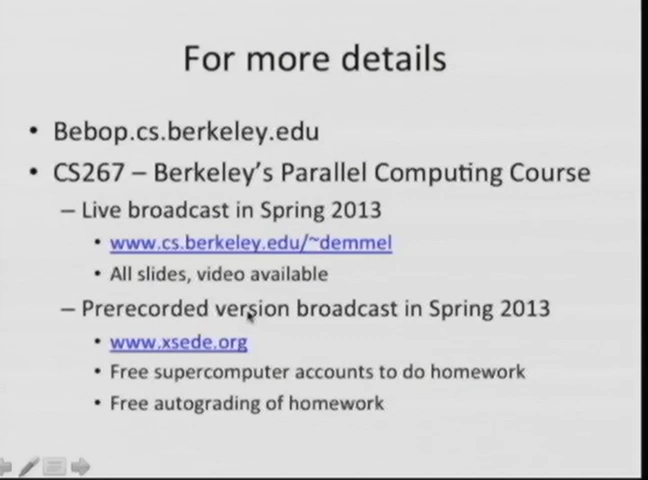 For more details
• Bebop.cs.berkeley.edu
• CS267 – Berkeley's Parallel Computing Course
– Live broadcast in Spring 2013
• www.cs.berkeley.edu/~demmel
• All slides, video available
– Prerecorded version broadcast in Spring 2013
• www.xsede.org
• Free supercomputer accounts to do homework
• Free autograding of homework